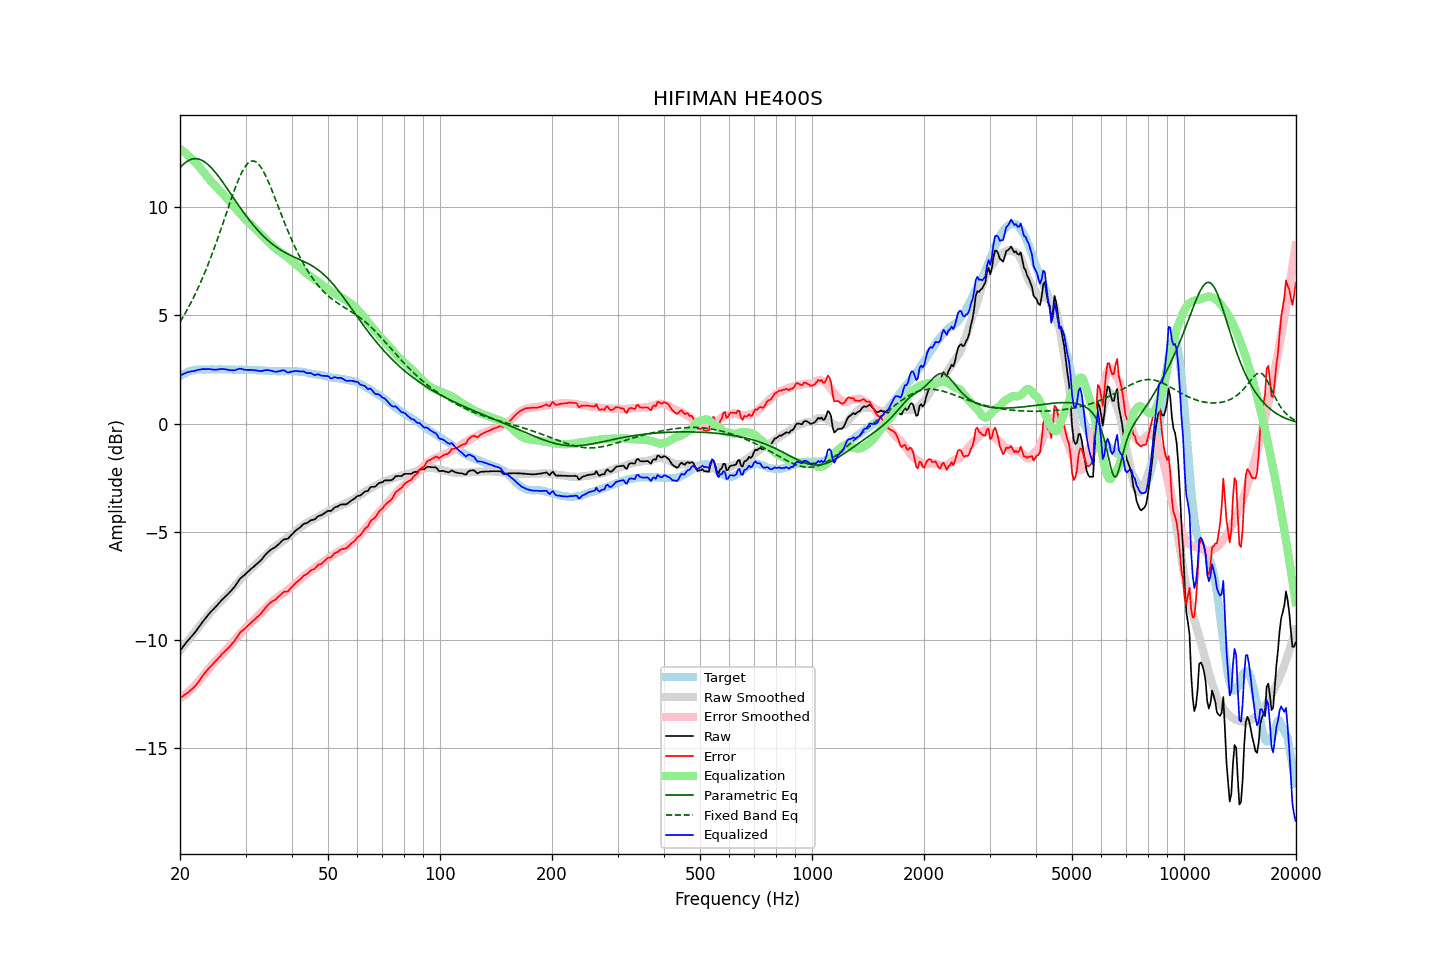 HIFIMAN HE400S
Amplitude (dBr)
10
5
0
−5
−10
−15
Target
Raw Smoothed
Error Smoothed
Raw
Error
Equalization
Parametric Eq
Fixed Band Eq
Equalized
20 50 100 200 500 1000 2000 5000 10000 20000
Frequency (Hz)